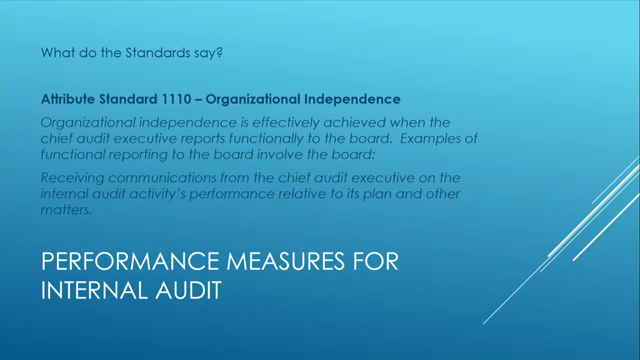 What do the Standards say?
Attribute Standard 1110 – Organizational Independence
Organizational independence is effectively achieved when the
chief audit executive reports functionally to the board.  Examples of
functional reporting to the board involve the board:
Receiving communications from the chief audit executive on the
internal audit activity's performance relative to its plan and other
matters.
PERFORMANCE MEASURES FOR
INTERNAL AUDIT